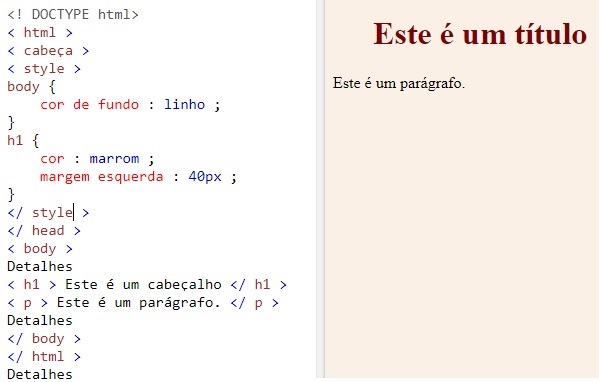 <! DOCTYPE html>
< html >
< cabeça >
< style >
body {
    cor de fundo : linho ;
}
h1 {
    cor : marrom ;
    margem esquerda : 40px ;
}
</ style >
</ head >
< body >
Detalhes
< h1 > Este é um cabeçalho </ h1 >
< p > Este é um parágrafo. </ p >
Detalhes
</ body >
</ html >
Detalhes
Este é um título
Este é um parágrafo.